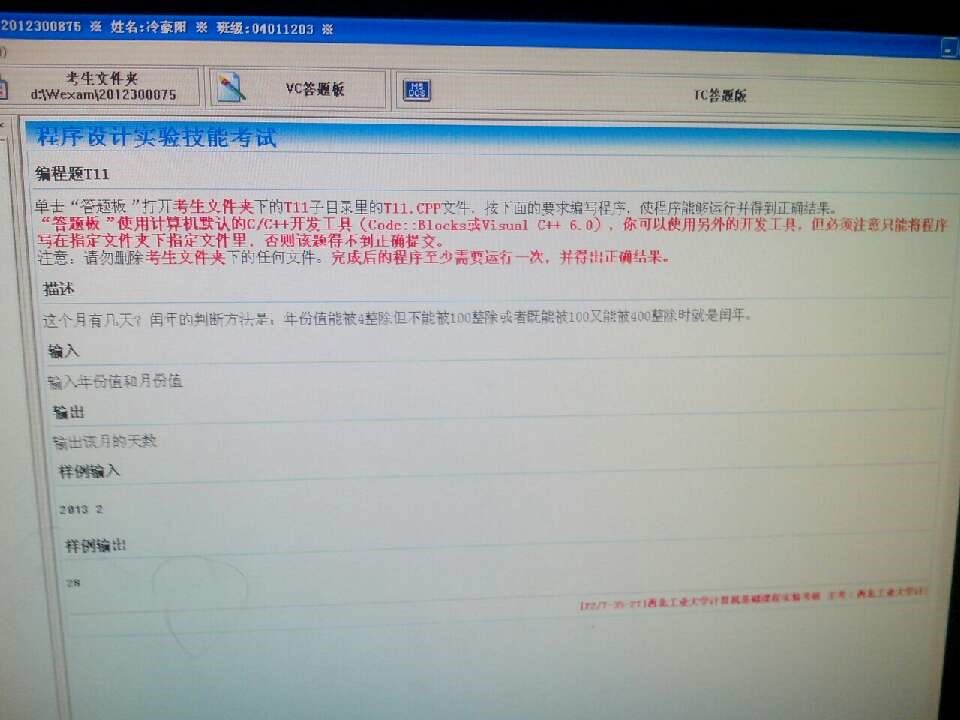 2012300875 ※ 姓名:冷豪阳 ※ 班级:04011203 ※
考生文件夹
d:\Wexam\2012300075
VC答题板
TC答题版
程序设计实验技能考试
编程题T11
单击“答题板”打开考生文件夹下的T11子目录里的T11.CPP文件，按下面的要求编写程序，使程序能够运行并得到正确结果。
“答题板”使用计算机默认的C/C++开发工具（Code::Blocks或Visual C++ 6.0），你可以使用另外的开发工具，但必须注意只能将程序
写在指定文件夹下指定文件里，否则该题得不到正确提交。
注意：请勿删除考生文件夹下的任何文件。完成后的程序至少需要运行一次，并得出正确结果。
描述
这个月有几天？闰年的判断方法是：年份值能被4整除但不能被100整除或者既能被100又能被400整除时就是闰年。
输入
输入年份值和月份值
输出
输出该月的天数
样例输入
2013 2
样例输出
28
西北工业大学计算机基础课程实验考核 主考：西北工业大学计